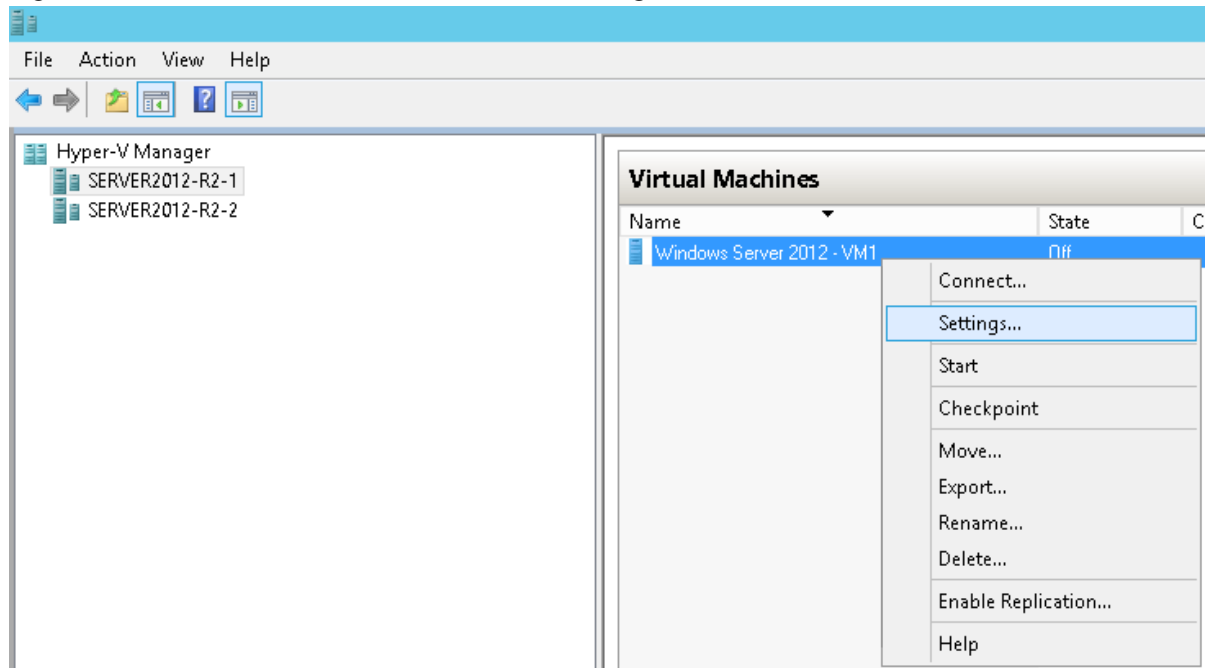 File Action View Help
Hyper-V Manager
SERVER2012-R2-1
SERVER2012-R2-2
Virtual Machines
Name State C
Windows Server 2012 - VM1 Off
Connect...
Settings...
Start
Checkpoint
Move...
Export...
Rename...
Delete...
Enable Replication...
Help